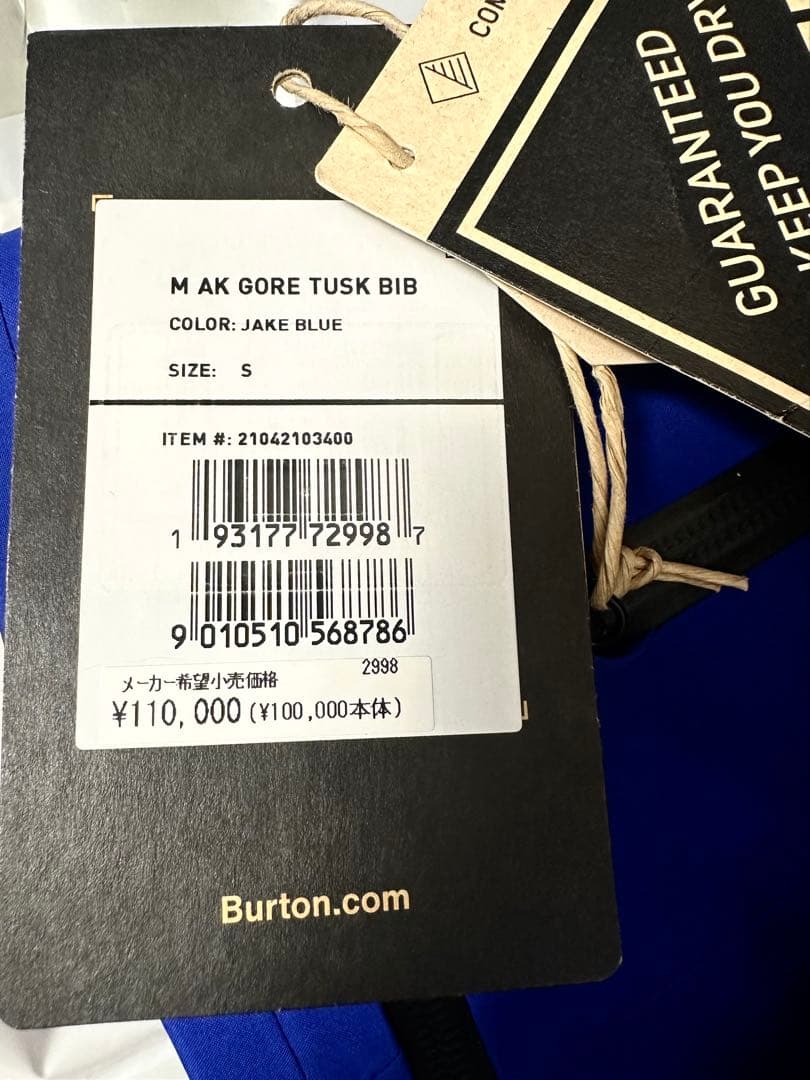 COM
GUARANTEED
KEEP YOU DRY
M AK GORE TUSK BIB
COLOR: JAKE BLUE
SIZE: S
ITEM #: 21042103400
1 93177 72998 7
9 010510 568786
2998
メーカー希望小売価格
¥110,000 (¥100,000本体)
Burton.com